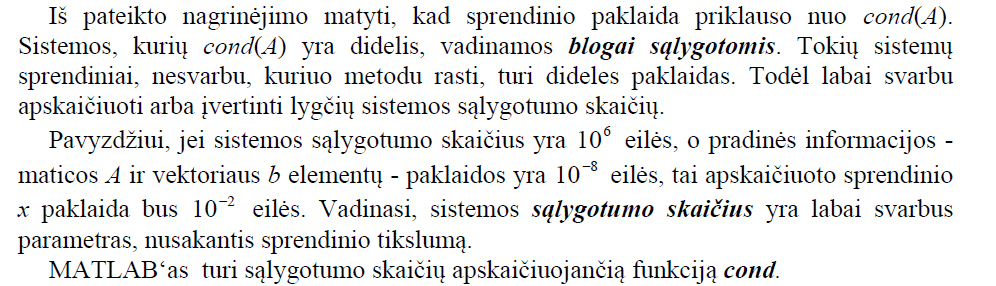 Iš pateikto nagrinėjimo matyti, kad sprendinio paklaida priklauso nuo cond(A).
Sistemos, kurių cond(A) yra didelis, vadinamos blogai sąlygotomis. Tokių sistemų
sprendiniai, nesvarbu, kuriuo metodu rasti, turi dideles paklaidas. Todėl labai svarbu
apskaičiuoti arba įvertinti lygčių sistemos sąlygotumo skaičių.
Pavyzdžiui, jei sistemos sąlygotumo skaičius yra 10⁶ eilės, o pradinės informacijos -
maticos A ir vektoriaus b elementų - paklaidos yra 10⁻⁸ eilės, tai apskaičiuoto sprendinio
x paklaida bus 10⁻² eilės. Vadinasi, sistemos sąlygotumo skaičius yra labai svarbus
parametras, nusakantis sprendinio tikslumą.
MATLAB‘as turi sąlygotumo skaičių apskaičiuojančią funkciją cond.